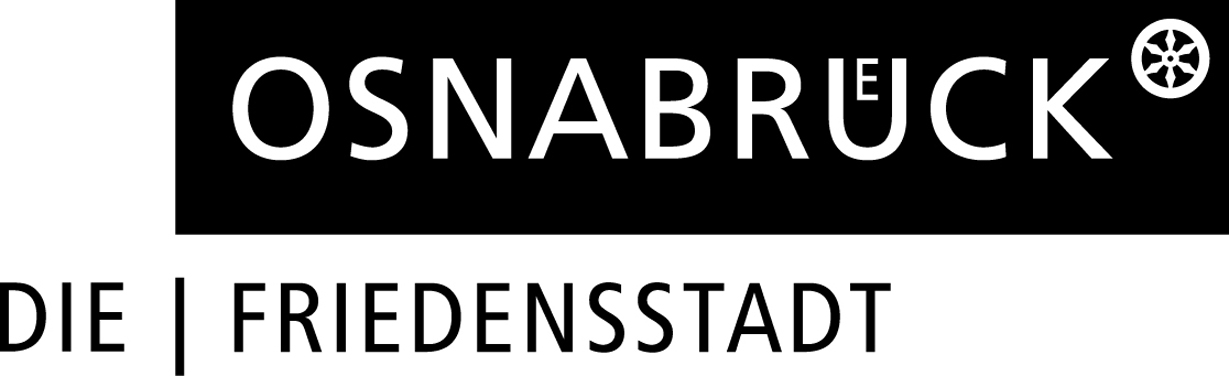 OSNABRUͤCK
DIE | FRIEDENSSTADT